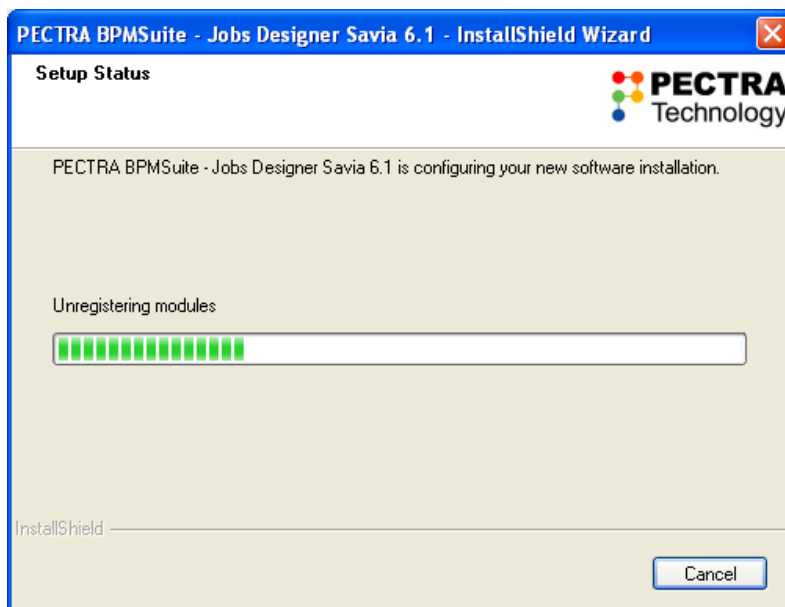 PECTRA BPMSuite - Jobs Designer Savia 6.1 - InstallShield Wizard
Setup Status
PECTRA
Technology
PECTRA BPMSuite - Jobs Designer Savia 6.1 is configuring your new software installation.
Unregistering modules
InstallShield
Cancel